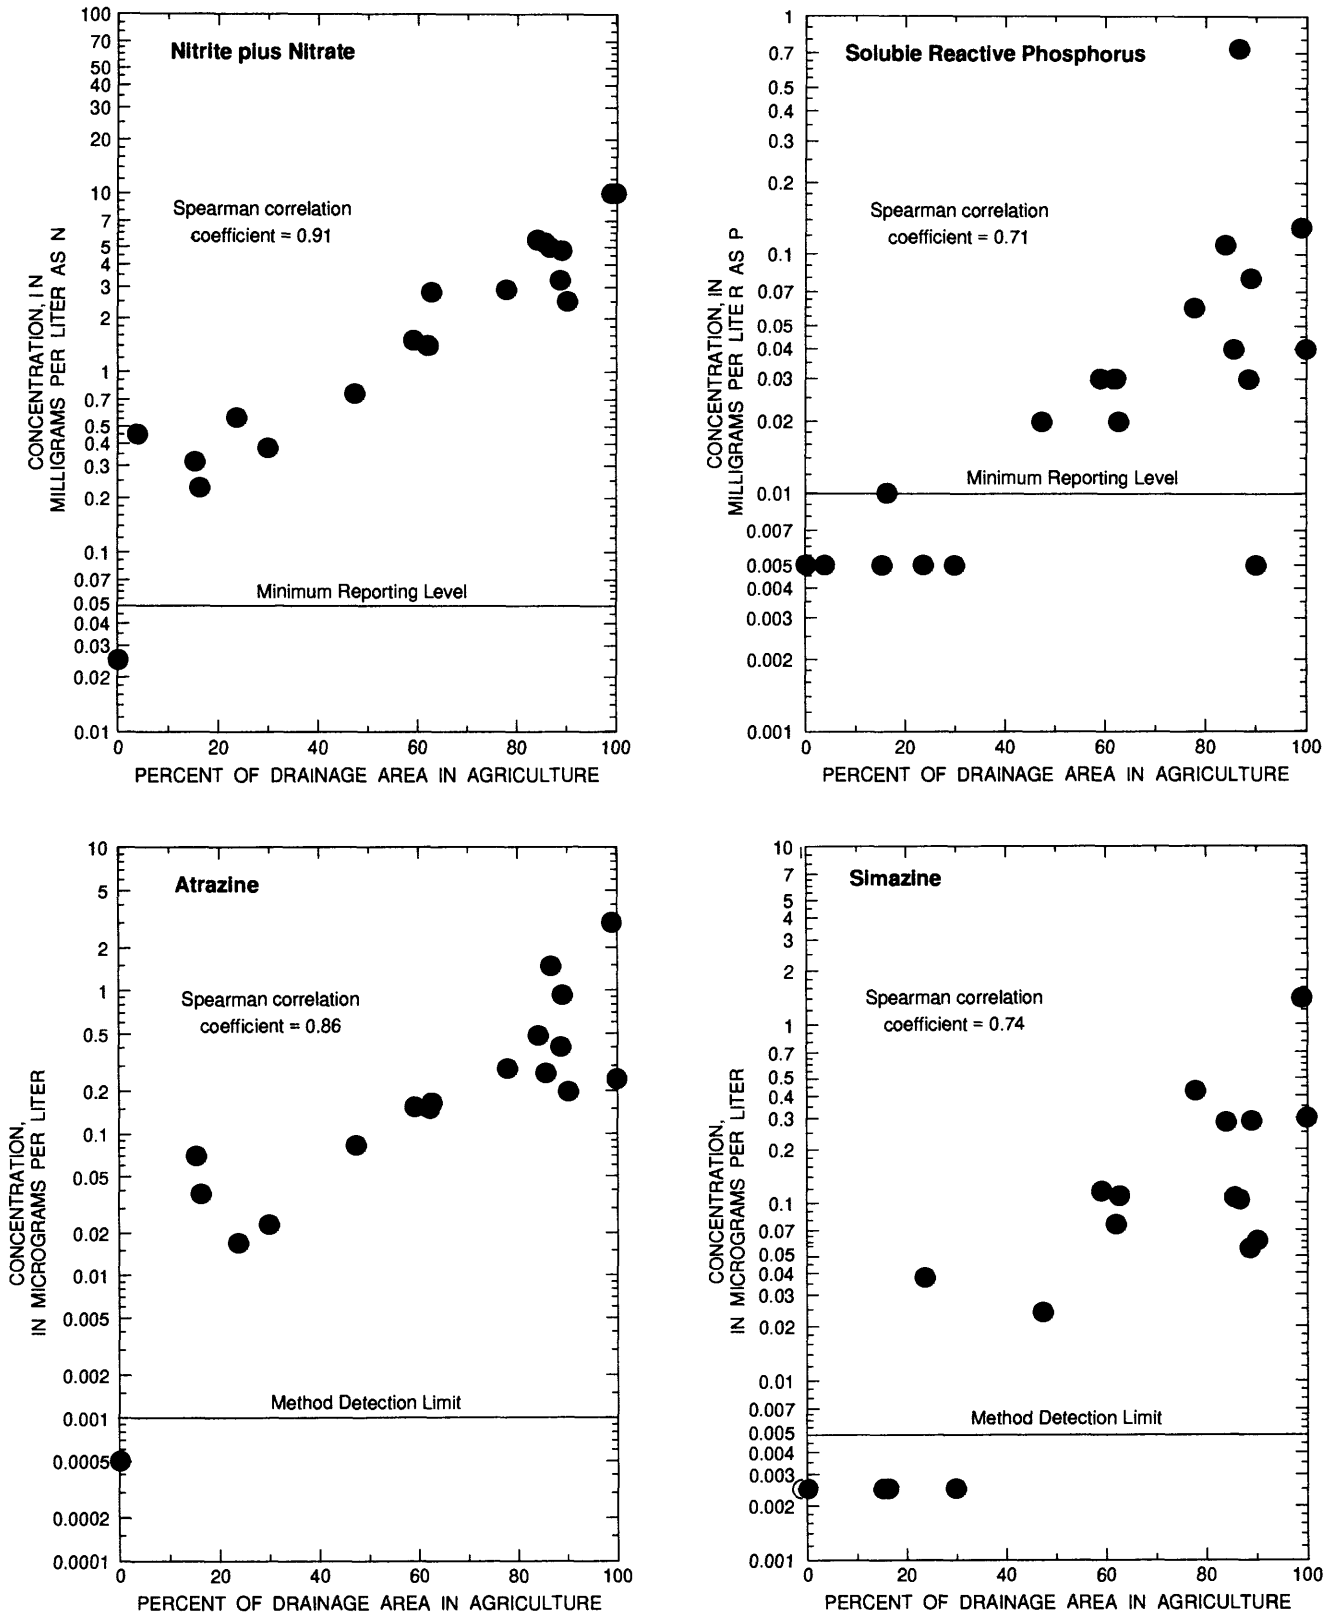 Nitrite plus Nitrate
Spearman correlation
coefficient = 0.91
Minimum Reporting Level
CONCENTRATION, IN
MILLIGRAMS PER LITER AS N
100
70
50
40
30
20
10
7
5
4
3
2
1
0.7
0.5
0.4
0.3
0.2
0.1
0.07
0.05
0.04
0.03
0.02
0.01
0 20 40 60 80 100
PERCENT OF DRAINAGE AREA IN AGRICULTURE
Soluble Reactive Phosphorus
Spearman correlation
coefficient = 0.71
Minimum Reporting Level
CONCENTRATION, IN
MILLIGRAMS PER LITER AS P
1
0.7
0.5
0.4
0.3
0.2
0.1
0.07
0.05
0.04
0.03
0.02
0.01
0.007
0.005
0.004
0.003
0.002
0.001
0 20 40 60 80 100
PERCENT OF DRAINAGE AREA IN AGRICULTURE
Atrazine
Spearman correlation
coefficient = 0.86
Method Detection Limit
CONCENTRATION,
IN MICROGRAMS PER LITER
10
5
2
1
0.5
0.2
0.1
0.05
0.02
0.01
0.005
0.002
0.001
0.0005
0.0002
0.0001
0 20 40 60 80 100
PERCENT OF DRAINAGE AREA IN AGRICULTURE
Simazine
Spearman correlation
coefficient = 0.74
Method Detection Limit
CONCENTRATION,
IN MICROGRAMS PER LITER
10
7
5
4
3
2
1
0.7
0.5
0.4
0.3
0.2
0.1
0.07
0.05
0.04
0.03
0.02
0.01
0.007
0.005
0.004
0.003
0.002
0.001
0 20 40 60 80 100
PERCENT OF DRAINAGE AREA IN AGRICULTURE